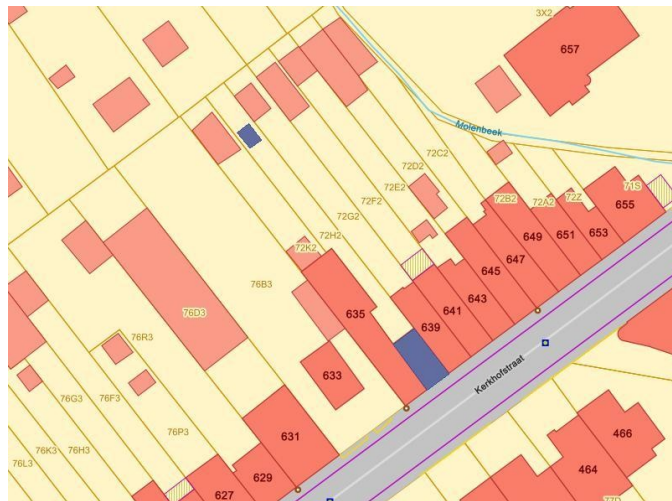 3X2
657
Molenbeek
72C2
72D2
72E2
72F2
72G2
72H2
72K2
72B2
72A2
72Z
71S
655
653
651
649
647
645
643
641
639
635
633
631
629
627
76B3
76D3
76R3
76F3
76G3
76P3
76H3
76K3
76L3
Kerkhofstraat
466
464